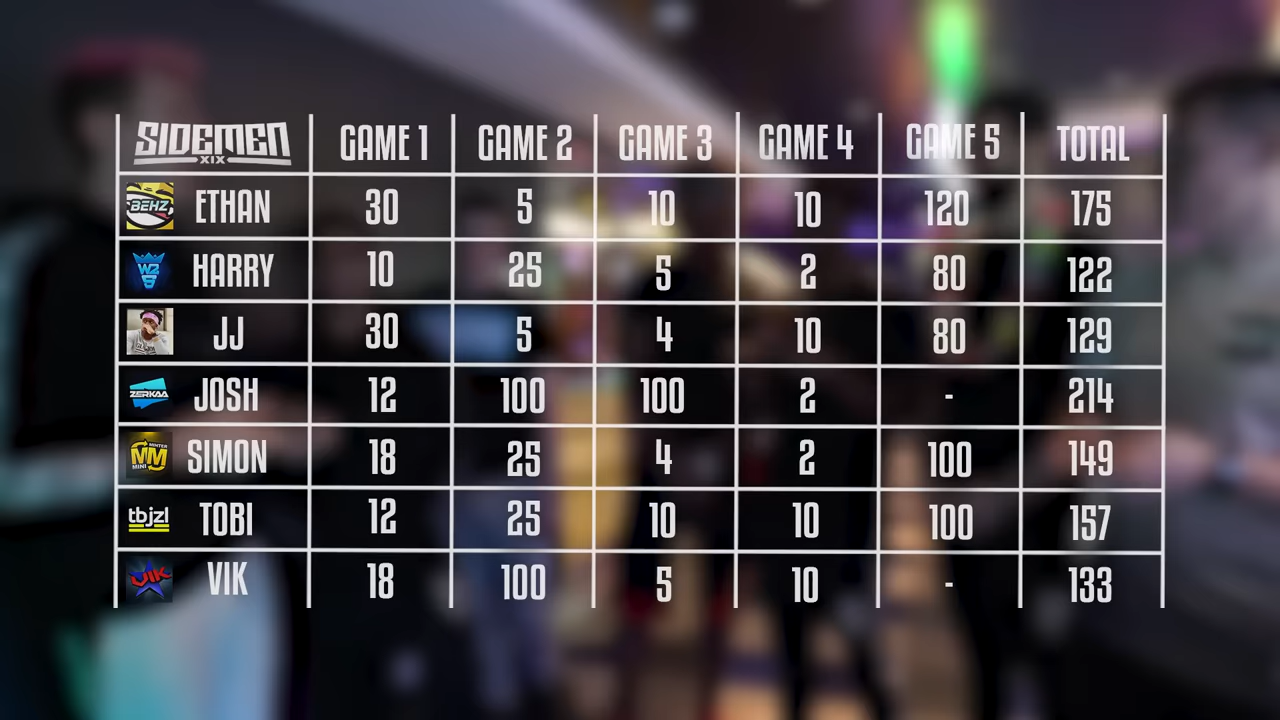 SIDEMEN XIX GAME 1 GAME 2 GAME 3 GAME 4 GAME 5 TOTAL
BEHZ ETHAN 30 5 10 10 120 175
W2S HARRY 10 25 5 2 80 122
JJ 30 5 4 10 80 129
ZERKAA JOSH 12 100 100 2 - 214
MINITER MM MINI SIMON 18 25 4 2 100 149
tbjzl TOBI 12 25 10 10 100 157
VIK VIK 18 100 5 10 - 133